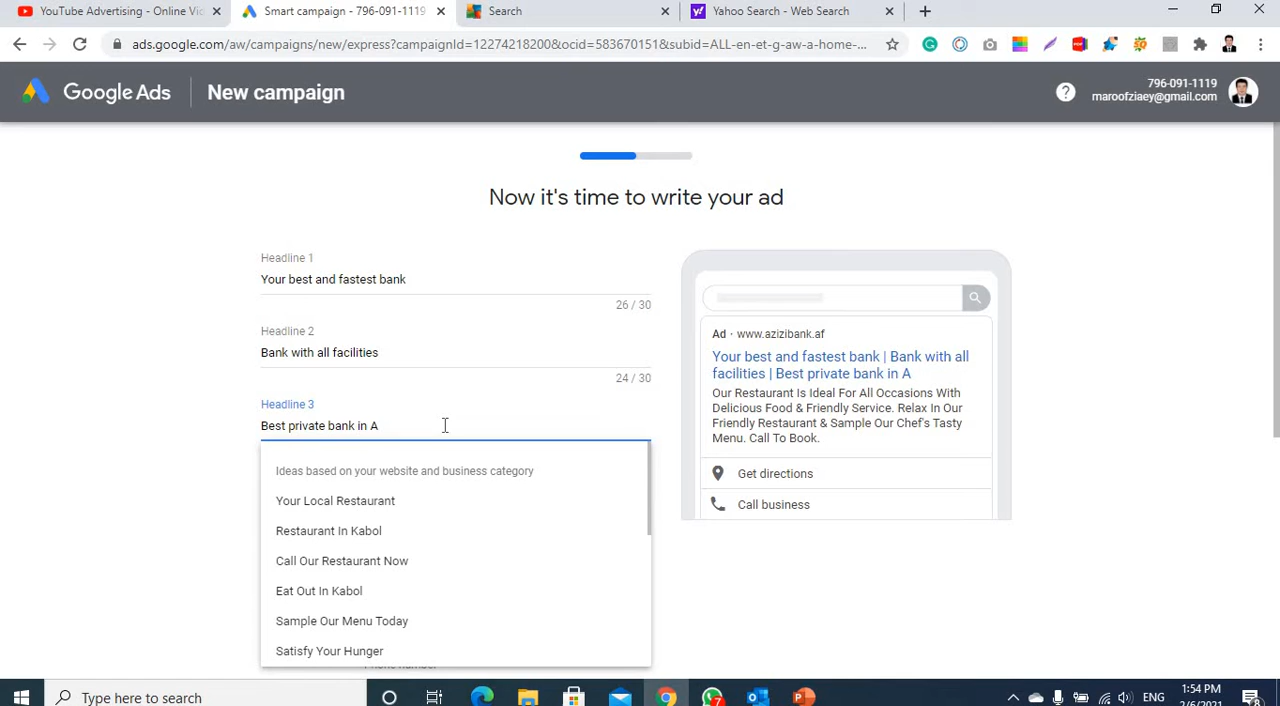 YouTube Advertising - Online Vid
Smart campaign - 796-091-1119
Search
Search - Web Search
ads.google.com/aw/campaigns/new/express?campaignId=12274218200&ocid=583670151&subid=ALL-en-et-g-aw-a-home-...
Google Ads
New campaign
796-091-1119
maroofziaey@gmail.com
Now it's time to write your ad
Headline 1
Your best and fastest bank
26 / 30
Headline 2
Bank with all facilities
24 / 30
Headline 3
Best private bank in A
Ideas based on your website and business category
Your Local Restaurant
Restaurant In Kabol
Call Our Restaurant Now
Eat Out In Kabol
Sample Our Menu Today
Satisfy Your Hunger
Ad · www.azizibank.af
Your best and fastest bank | Bank with all
facilities | Best private bank in A
Our Restaurant Is Ideal For All Occasions With
Delicious Food & Friendly Service. Relax In Our
Friendly Restaurant & Sample Our Chef's Tasty
Menu. Call To Book.
Get directions
Call business
Type here to search
ENG
1:54 PM
2/6/2021